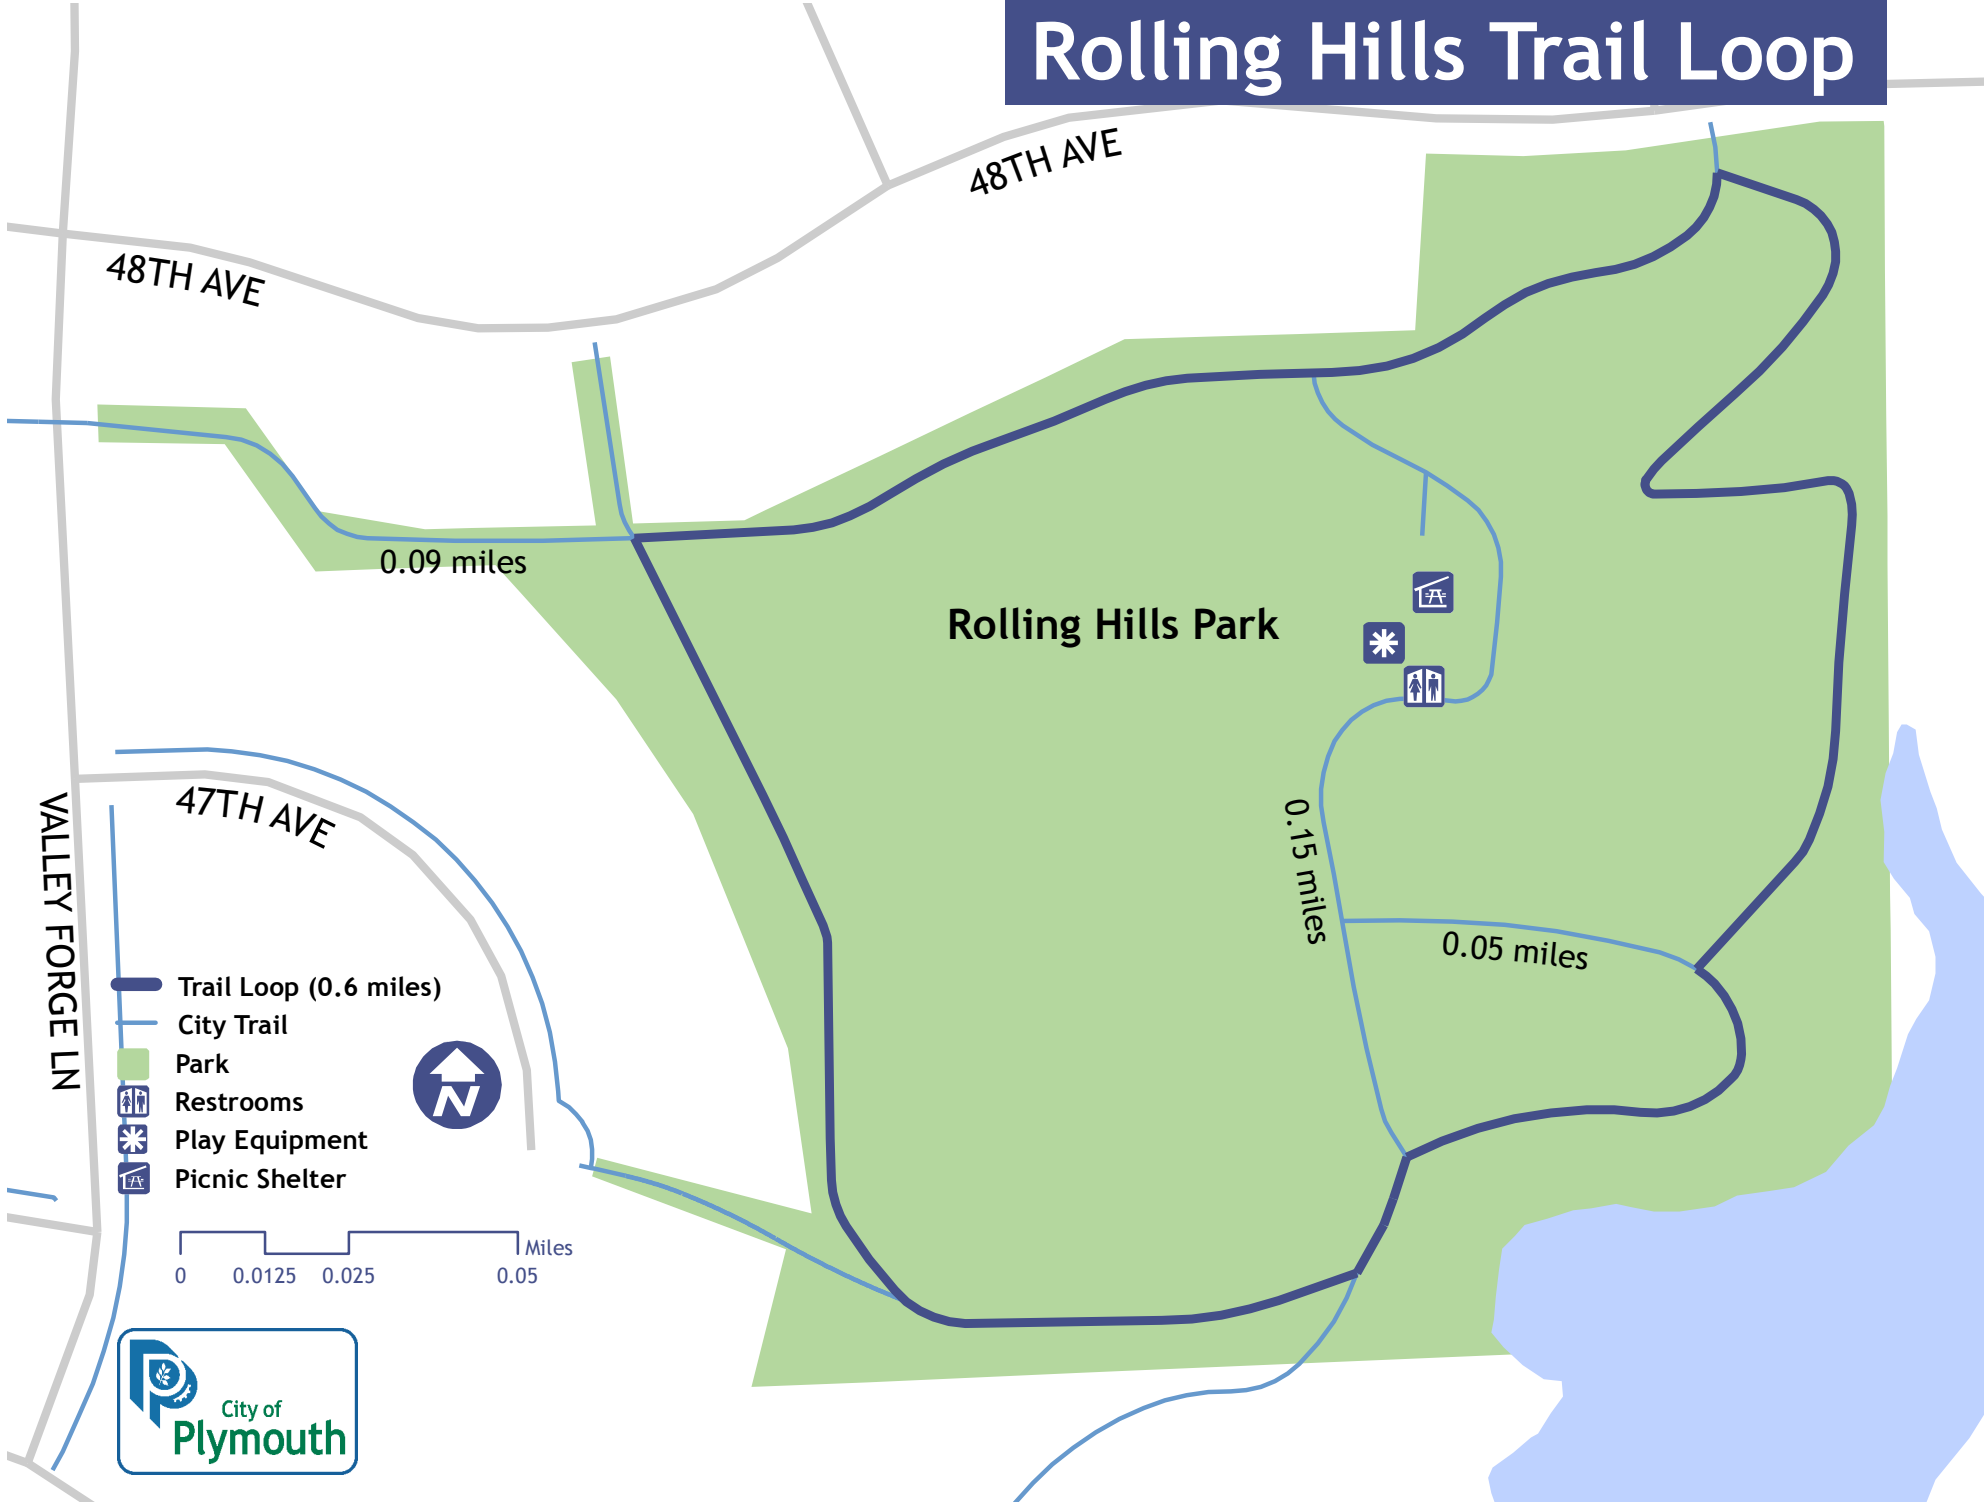 Rolling Hills Trail Loop
48TH AVE
48TH AVE
0.09 miles
Rolling Hills Park
47TH AVE
VALLEY FORGE LN
0.15 miles
0.05 miles
Trail Loop (0.6 miles)
City Trail
Park
Restrooms
Play Equipment
Picnic Shelter
N
Miles
0 0.0125 0.025 0.05
City of
Plymouth